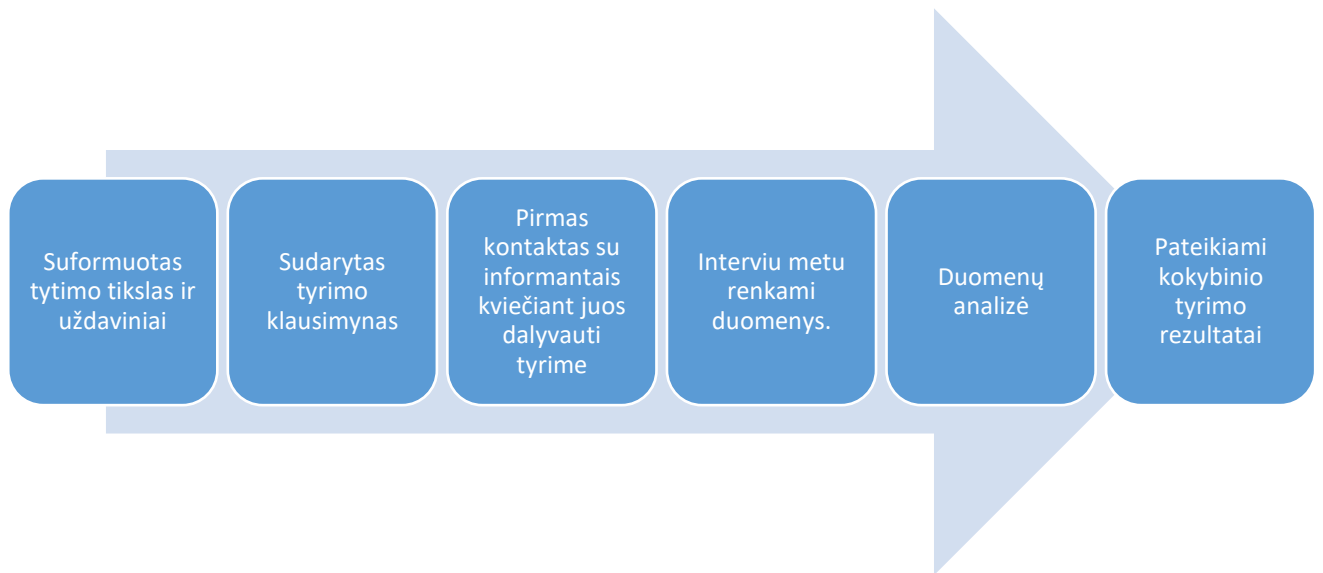 Suformuotas
tytimo tikslas ir
uždaviniai
Sudarytas
tyrimo
klausimynas
Pirmas
kontaktas su
informantais
kviečiant juos
dalyvauti
tyrime
Interviu metu
renkami
duomenys.
Duomenų
analizė
Pateikiami
kokybinio
tyrimo
rezultatai